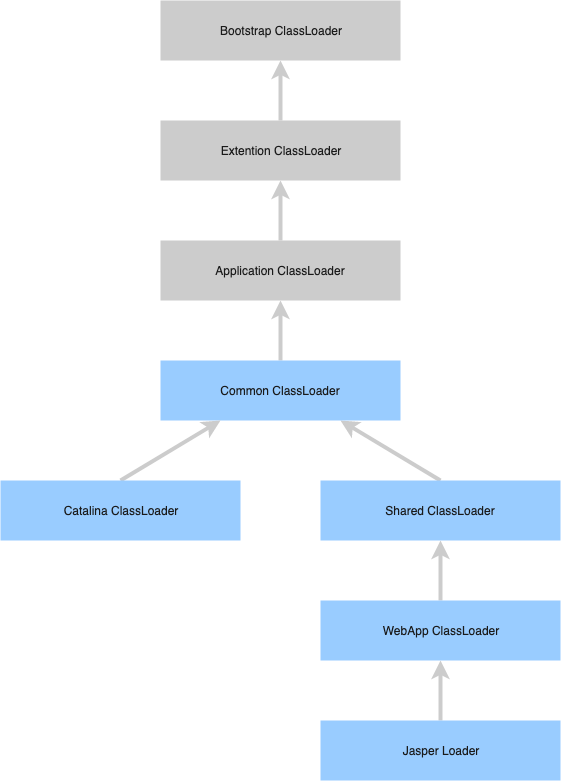 Bootstrap ClassLoader
Extention ClassLoader
Application ClassLoader
Common ClassLoader
Catalina ClassLoader
Shared ClassLoader
WebApp ClassLoader
Jasper Loader